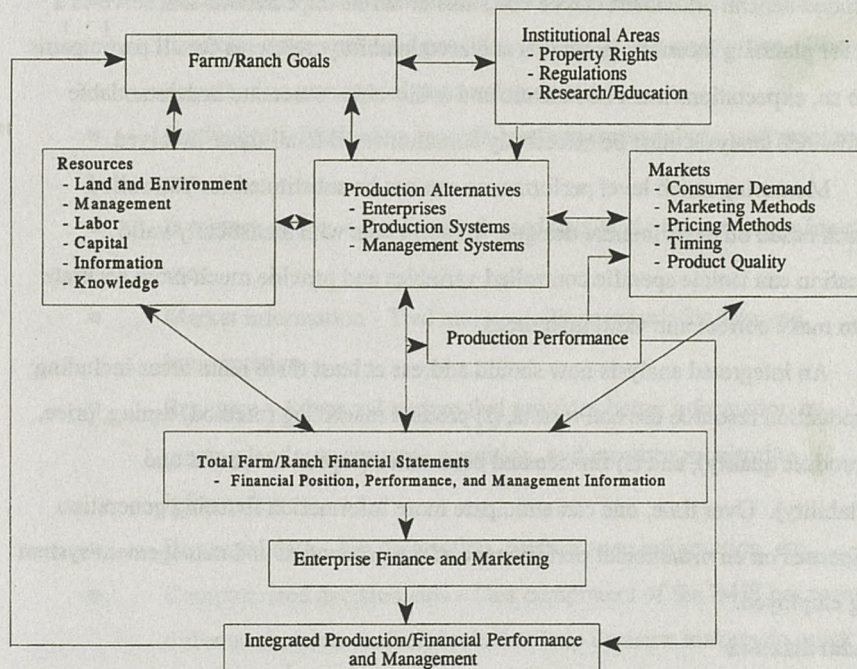 Farm/Ranch Goals
Institutional Areas
- Property Rights
- Regulations
- Research/Education
Resources
- Land and Environment
- Management
- Labor
- Capital
- Information
- Knowledge
Production Alternatives
- Enterprises
- Production Systems
- Management Systems
Markets
- Consumer Demand
- Marketing Methods
- Pricing Methods
- Timing
- Product Quality
Production Performance
Total Farm/Ranch Financial Statements
- Financial Position, Performance, and Management Information
Enterprise Finance and Marketing
Integrated Production/Financial Performance
and Management